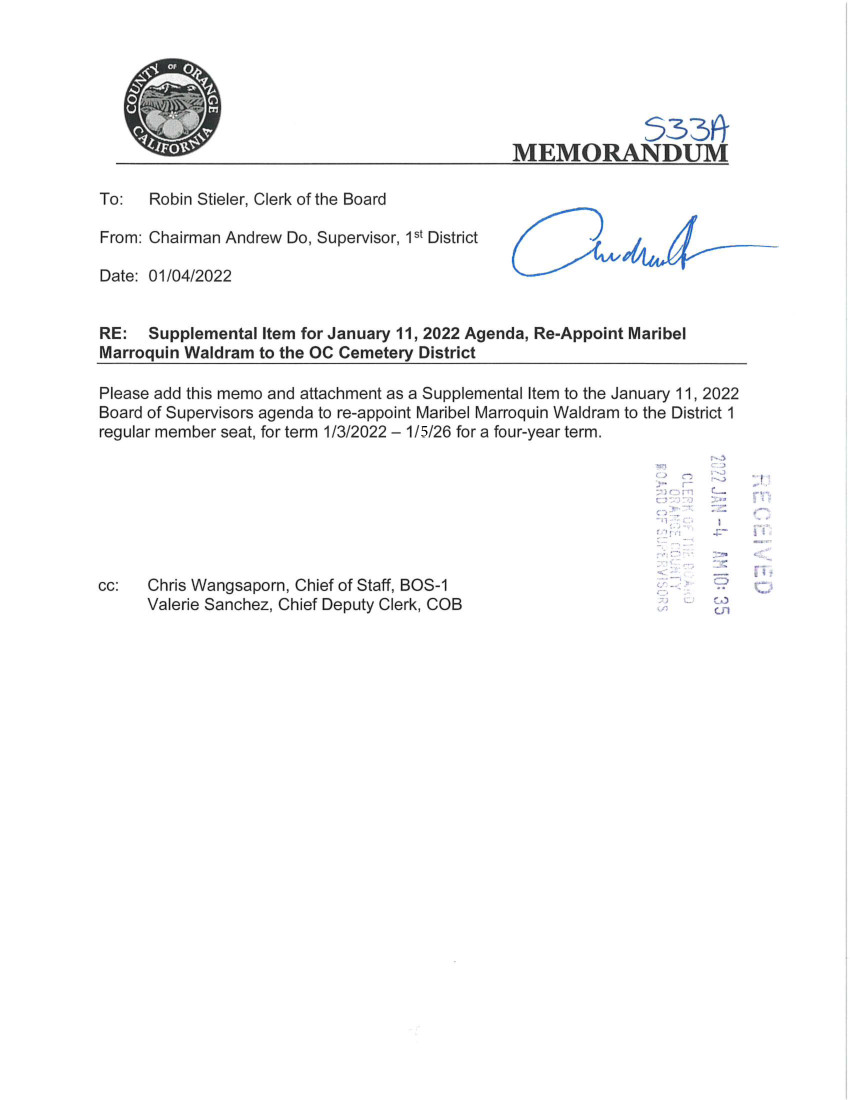 COUNTY OF ORANGE
CALIFORNIA
S33A
MEMORANDUM
To: Robin Stieler, Clerk of the Board
From: Chairman Andrew Do, Supervisor, 1st District
Date: 01/04/2022
RE: Supplemental Item for January 11, 2022 Agenda, Re-Appoint Maribel
Marroquin Waldram to the OC Cemetery District
Please add this memo and attachment as a Supplemental Item to the January 11, 2022
Board of Supervisors agenda to re-appoint Maribel Marroquin Waldram to the District 1
regular member seat, for term 1/3/2022 – 1/5/26 for a four-year term.
RECEIVED
2022 JAN -4 AM 10: 35
CLERK OF THE BOARD
ORANGE COUNTY
BOARD OF SUPERVISORS
cc: Chris Wangsaporn, Chief of Staff, BOS-1
Valerie Sanchez, Chief Deputy Clerk, COB